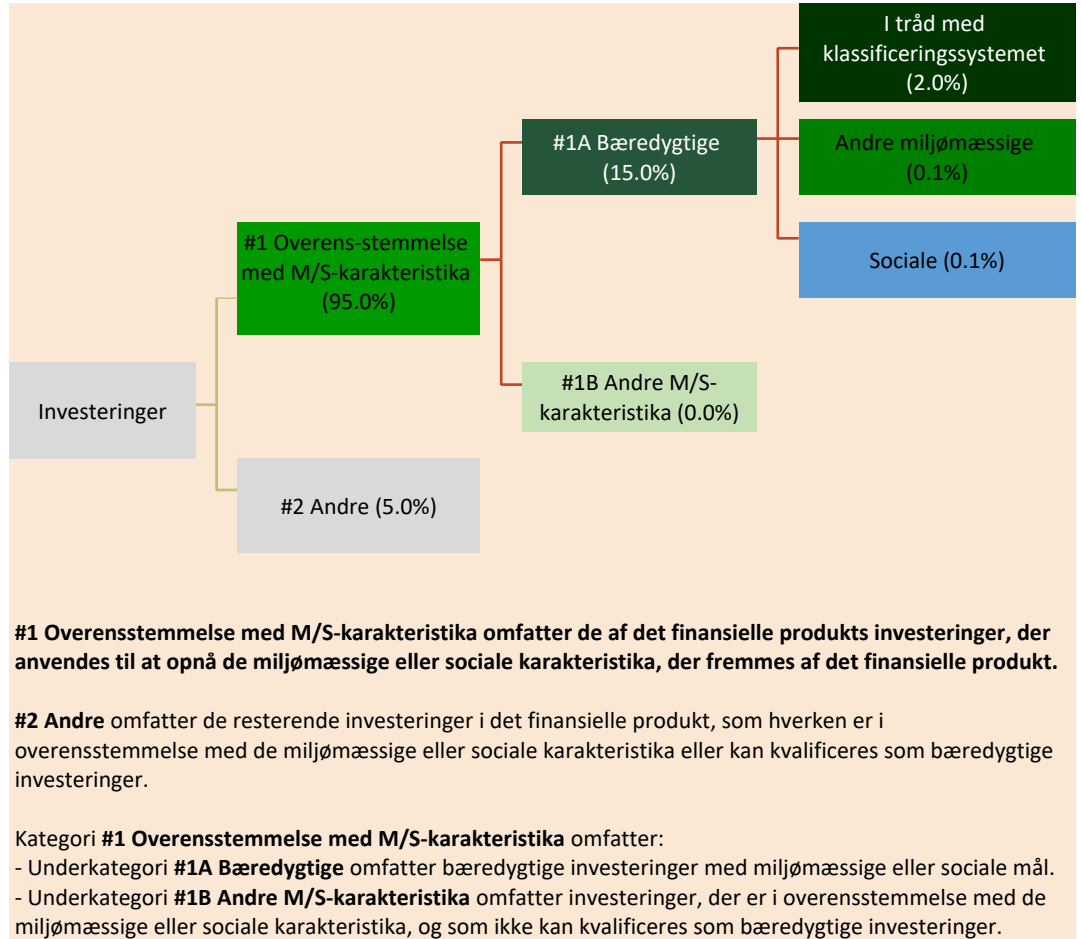 I tråd med
klassificeringssystemet
(2.0%)
#1A Bæredygtige
(15.0%)
Andre miljømæssige
(0.1%)
#1 Overens-stemmelse
med M/S-karakteristika
(95.0%)
Sociale (0.1%)
Investeringer
#1B Andre M/S-
karakteristika (0.0%)
#2 Andre (5.0%)
#1 Overensstemmelse med M/S-karakteristika omfatter de af det finansielle produkts investeringer, der
anvendes til at opnå de miljømæssige eller sociale karakteristika, der fremmes af det finansielle produkt.
#2 Andre omfatter de resterende investeringer i det finansielle produkt, som hverken er i
overensstemmelse med de miljømæssige eller sociale karakteristika eller kan kvalificeres som bæredygtige
investeringer.
Kategori #1 Overensstemmelse med M/S-karakteristika omfatter:
- Underkategori #1A Bæredygtige omfatter bæredygtige investeringer med miljømæssige eller sociale mål.
- Underkategori #1B Andre M/S-karakteristika omfatter investeringer, der er i overensstemmelse med de
miljømæssige eller sociale karakteristika, og som ikke kan kvalificeres som bæredygtige investeringer.